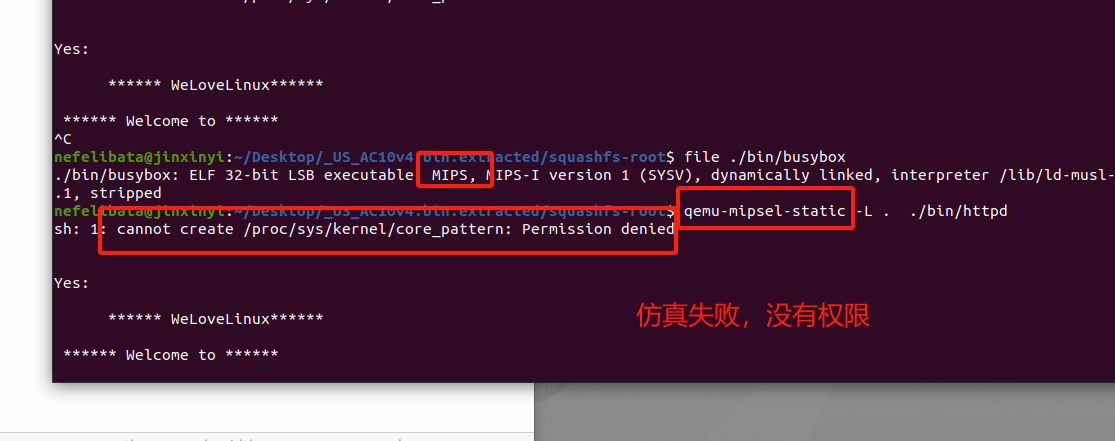 Yes:
****** WeLoveLinux******
****** Welcome to ******
^C
nefelibata@jinxinyi:~/Desktop/_US_AC10v4.bin.extracted/squashfs-root$ file ./bin/busybox
./bin/busybox: ELF 32-bit LSB executable, MIPS, MIPS-I version 1 (SYSV), dynamically linked, interpreter /lib/ld-musl-
.1, stripped
nefelibata@jinxinyi:~/Desktop/_US_AC10v4.bin.extracted/squashfs-root$ qemu-mipsel-static -L . ./bin/httpd
sh: 1: cannot create /proc/sys/kernel/core_pattern: Permission denied
Yes:
****** WeLoveLinux******
仿真失败，没有权限
****** Welcome to ******